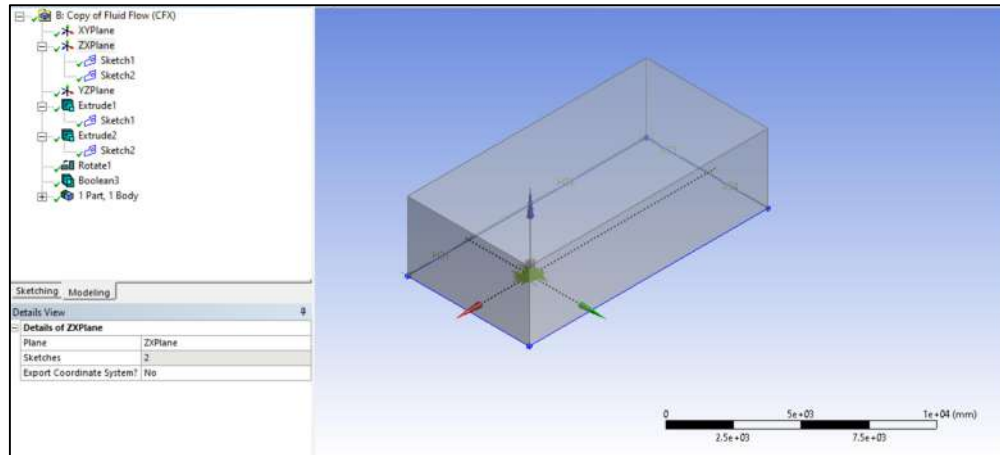 B: Copy of Fluid Flow (CFX)
XYPlane
ZXPlane
Sketch1
Sketch2
YZPlane
Extrude1
Sketch1
Extrude2
Sketch2
Rotate1
Boolean3
1 Part, 1 Body
Sketching Modeling
Details View
Details of ZXPlane
Plane ZXPlane
Sketches 2
Export Coordinate System? No
0 5e+03 1e+04 (mm)
2.5e+03 7.5e+03